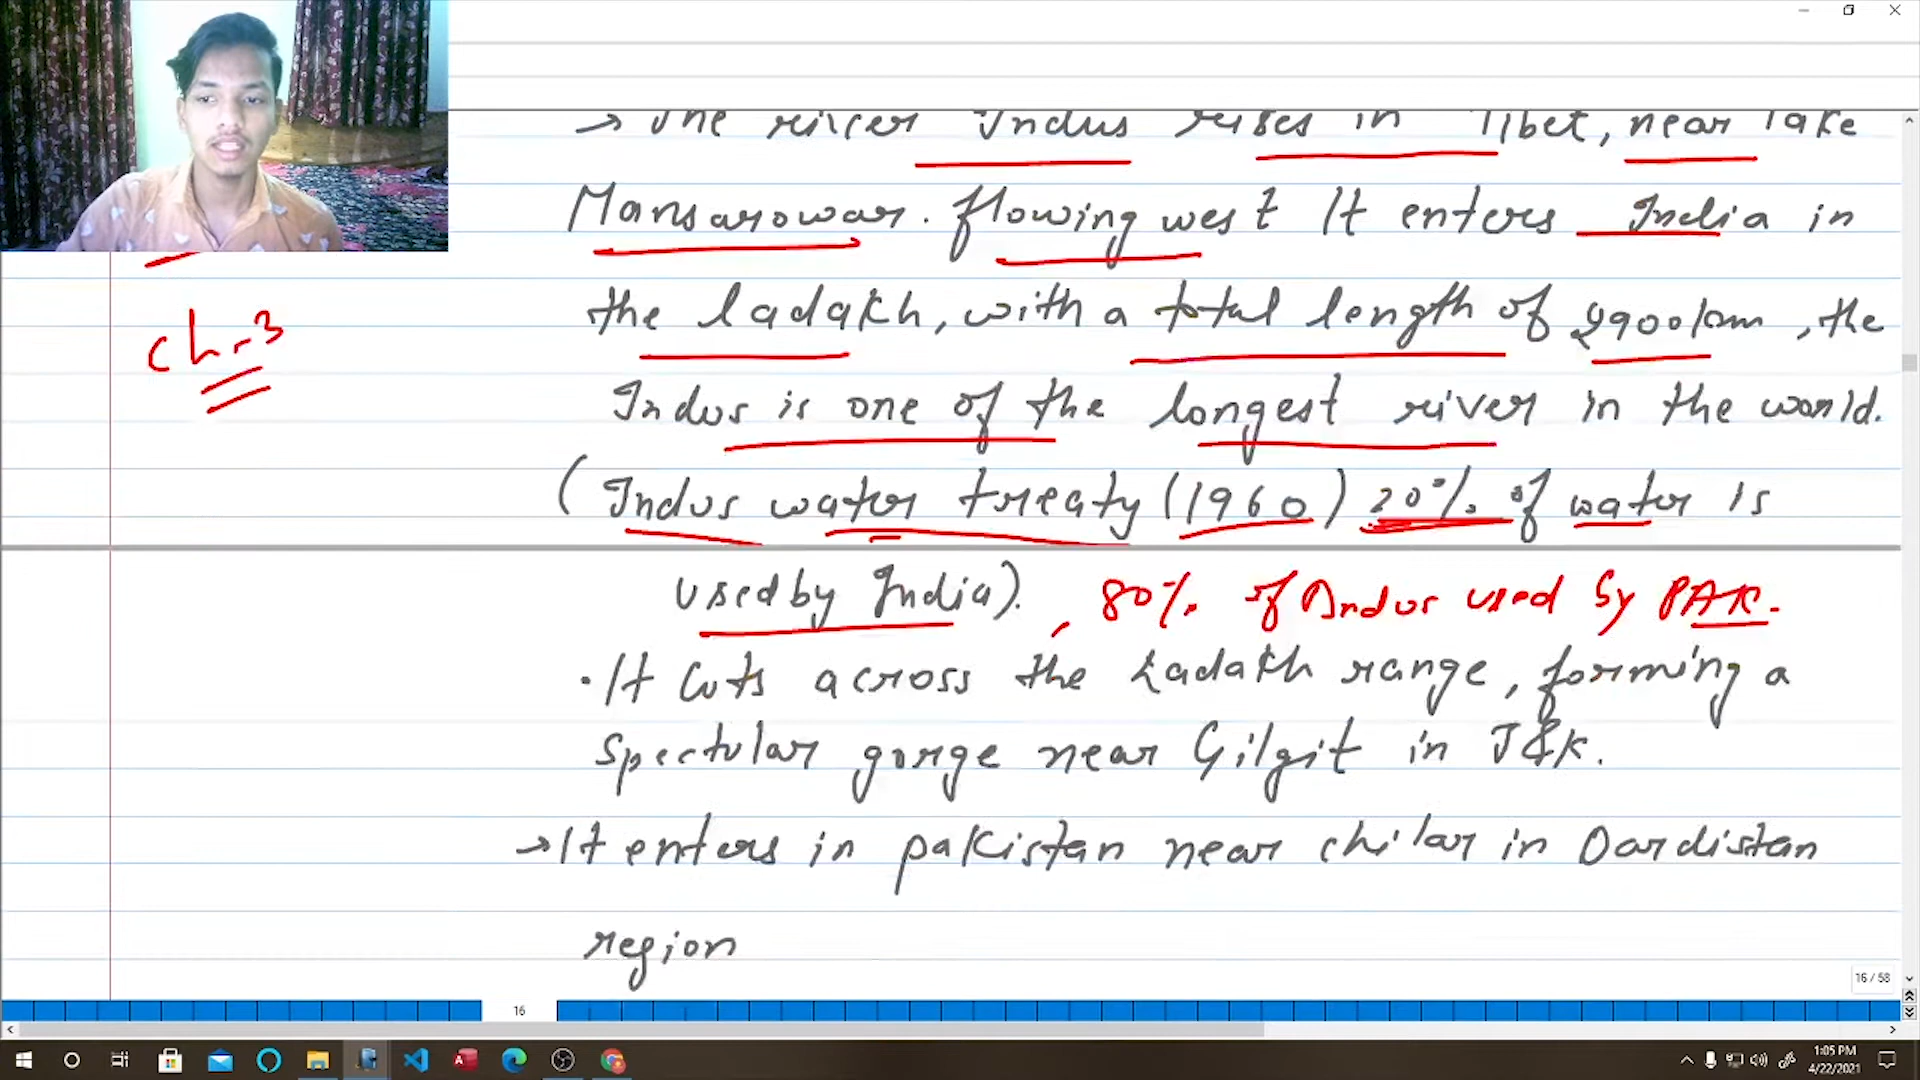 → The river Indus rises in Tibet, near lake
Mansarowar. flowing west It enters India in
the ladakh, with a total length of 2900km, the
Indus is one of the longest river in the world.
(Indus water treaty (1960) 20% of water is
used by India). , 80% of Indus used by PAK.
ch-3
• It cuts across the Ladakh range, forming a
Spectular gorge near Gilgit in J&K.
→ It enters in pakistan near chilar in Dardistan
region
16 / 58
16
1:05 PM
4/22/2021